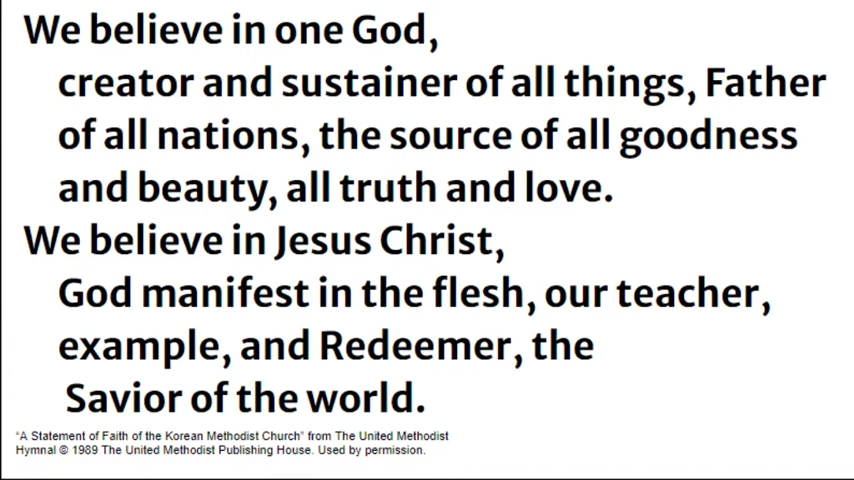 We believe in one God,
creator and sustainer of all things, Father
of all nations, the source of all goodness
and beauty, all truth and love.
We believe in Jesus Christ,
God manifest in the flesh, our teacher,
example, and Redeemer, the
Savior of the world.
"A Statement of Faith of the Korean Methodist Church" from The United Methodist
Hymnal © 1989 The United Methodist Publishing House. Used by permission.